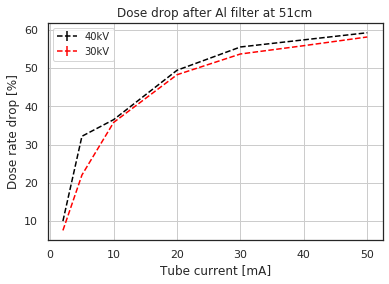 Dose drop after Al filter at 51cm
40kV
30kV
60
50
40
30
20
10
Dose rate drop [%]
0 10 20 30 40 50
Tube current [mA]